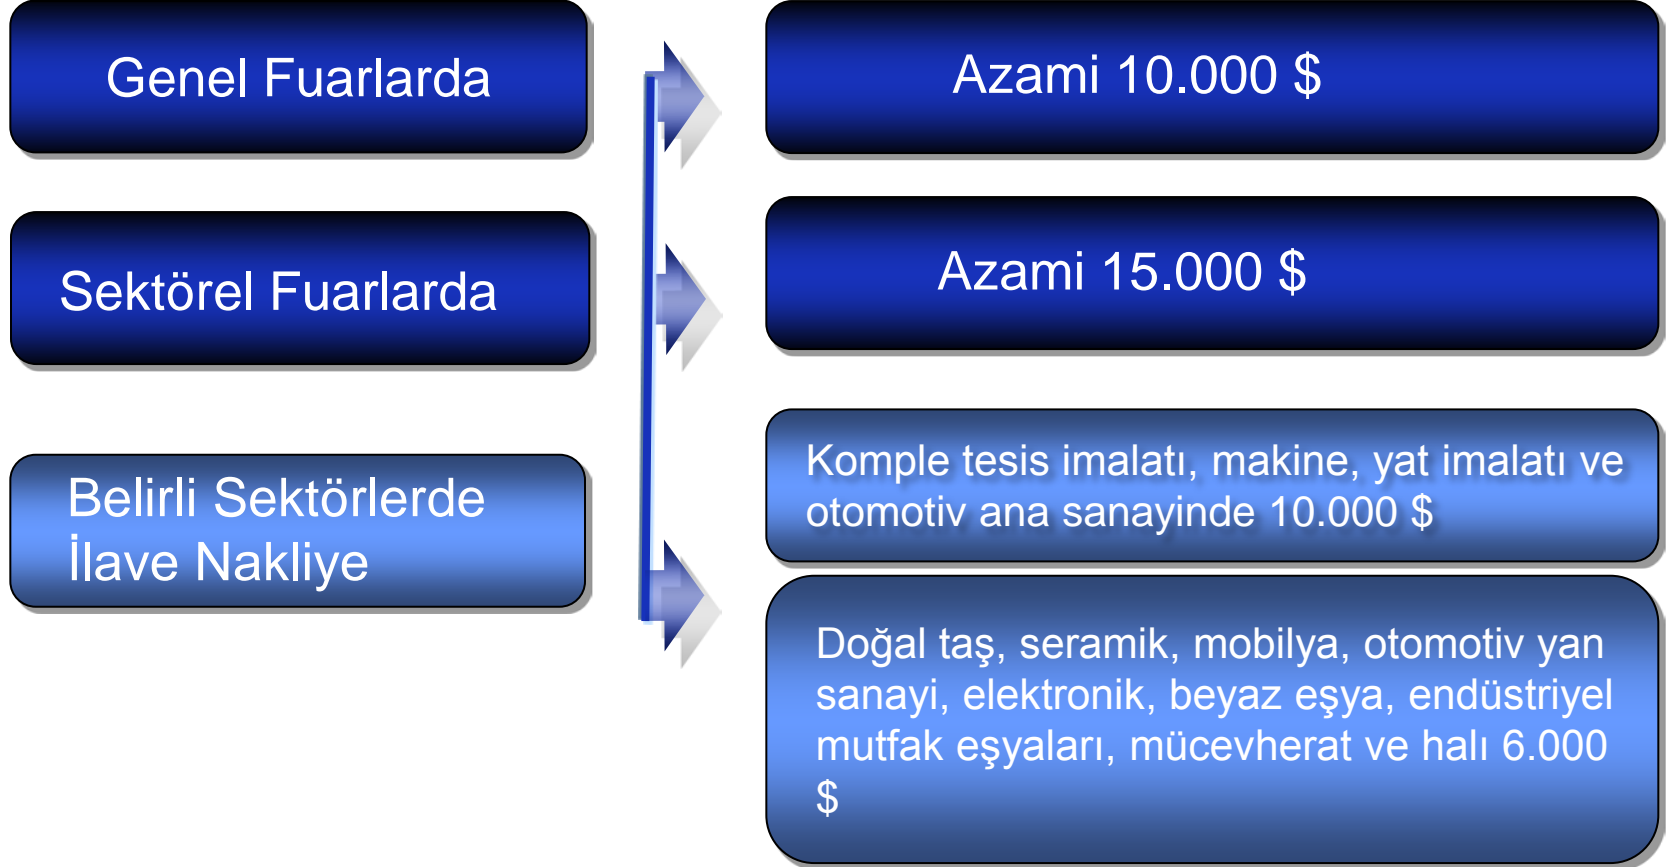 Genel Fuarlarda
Azami 10.000 $
Sektörel Fuarlarda
Azami 15.000 $
Belirli Sektörlerde
İlave Nakliye
Komple tesis imalatı, makine, yat imalatı ve
otomotiv ana sanayinde 10.000 $
Doğal taş, seramik, mobilya, otomotiv yan
sanayi, elektronik, beyaz eşya, endüstriyel
mutfak eşyaları, mücevherat ve halı 6.000
$